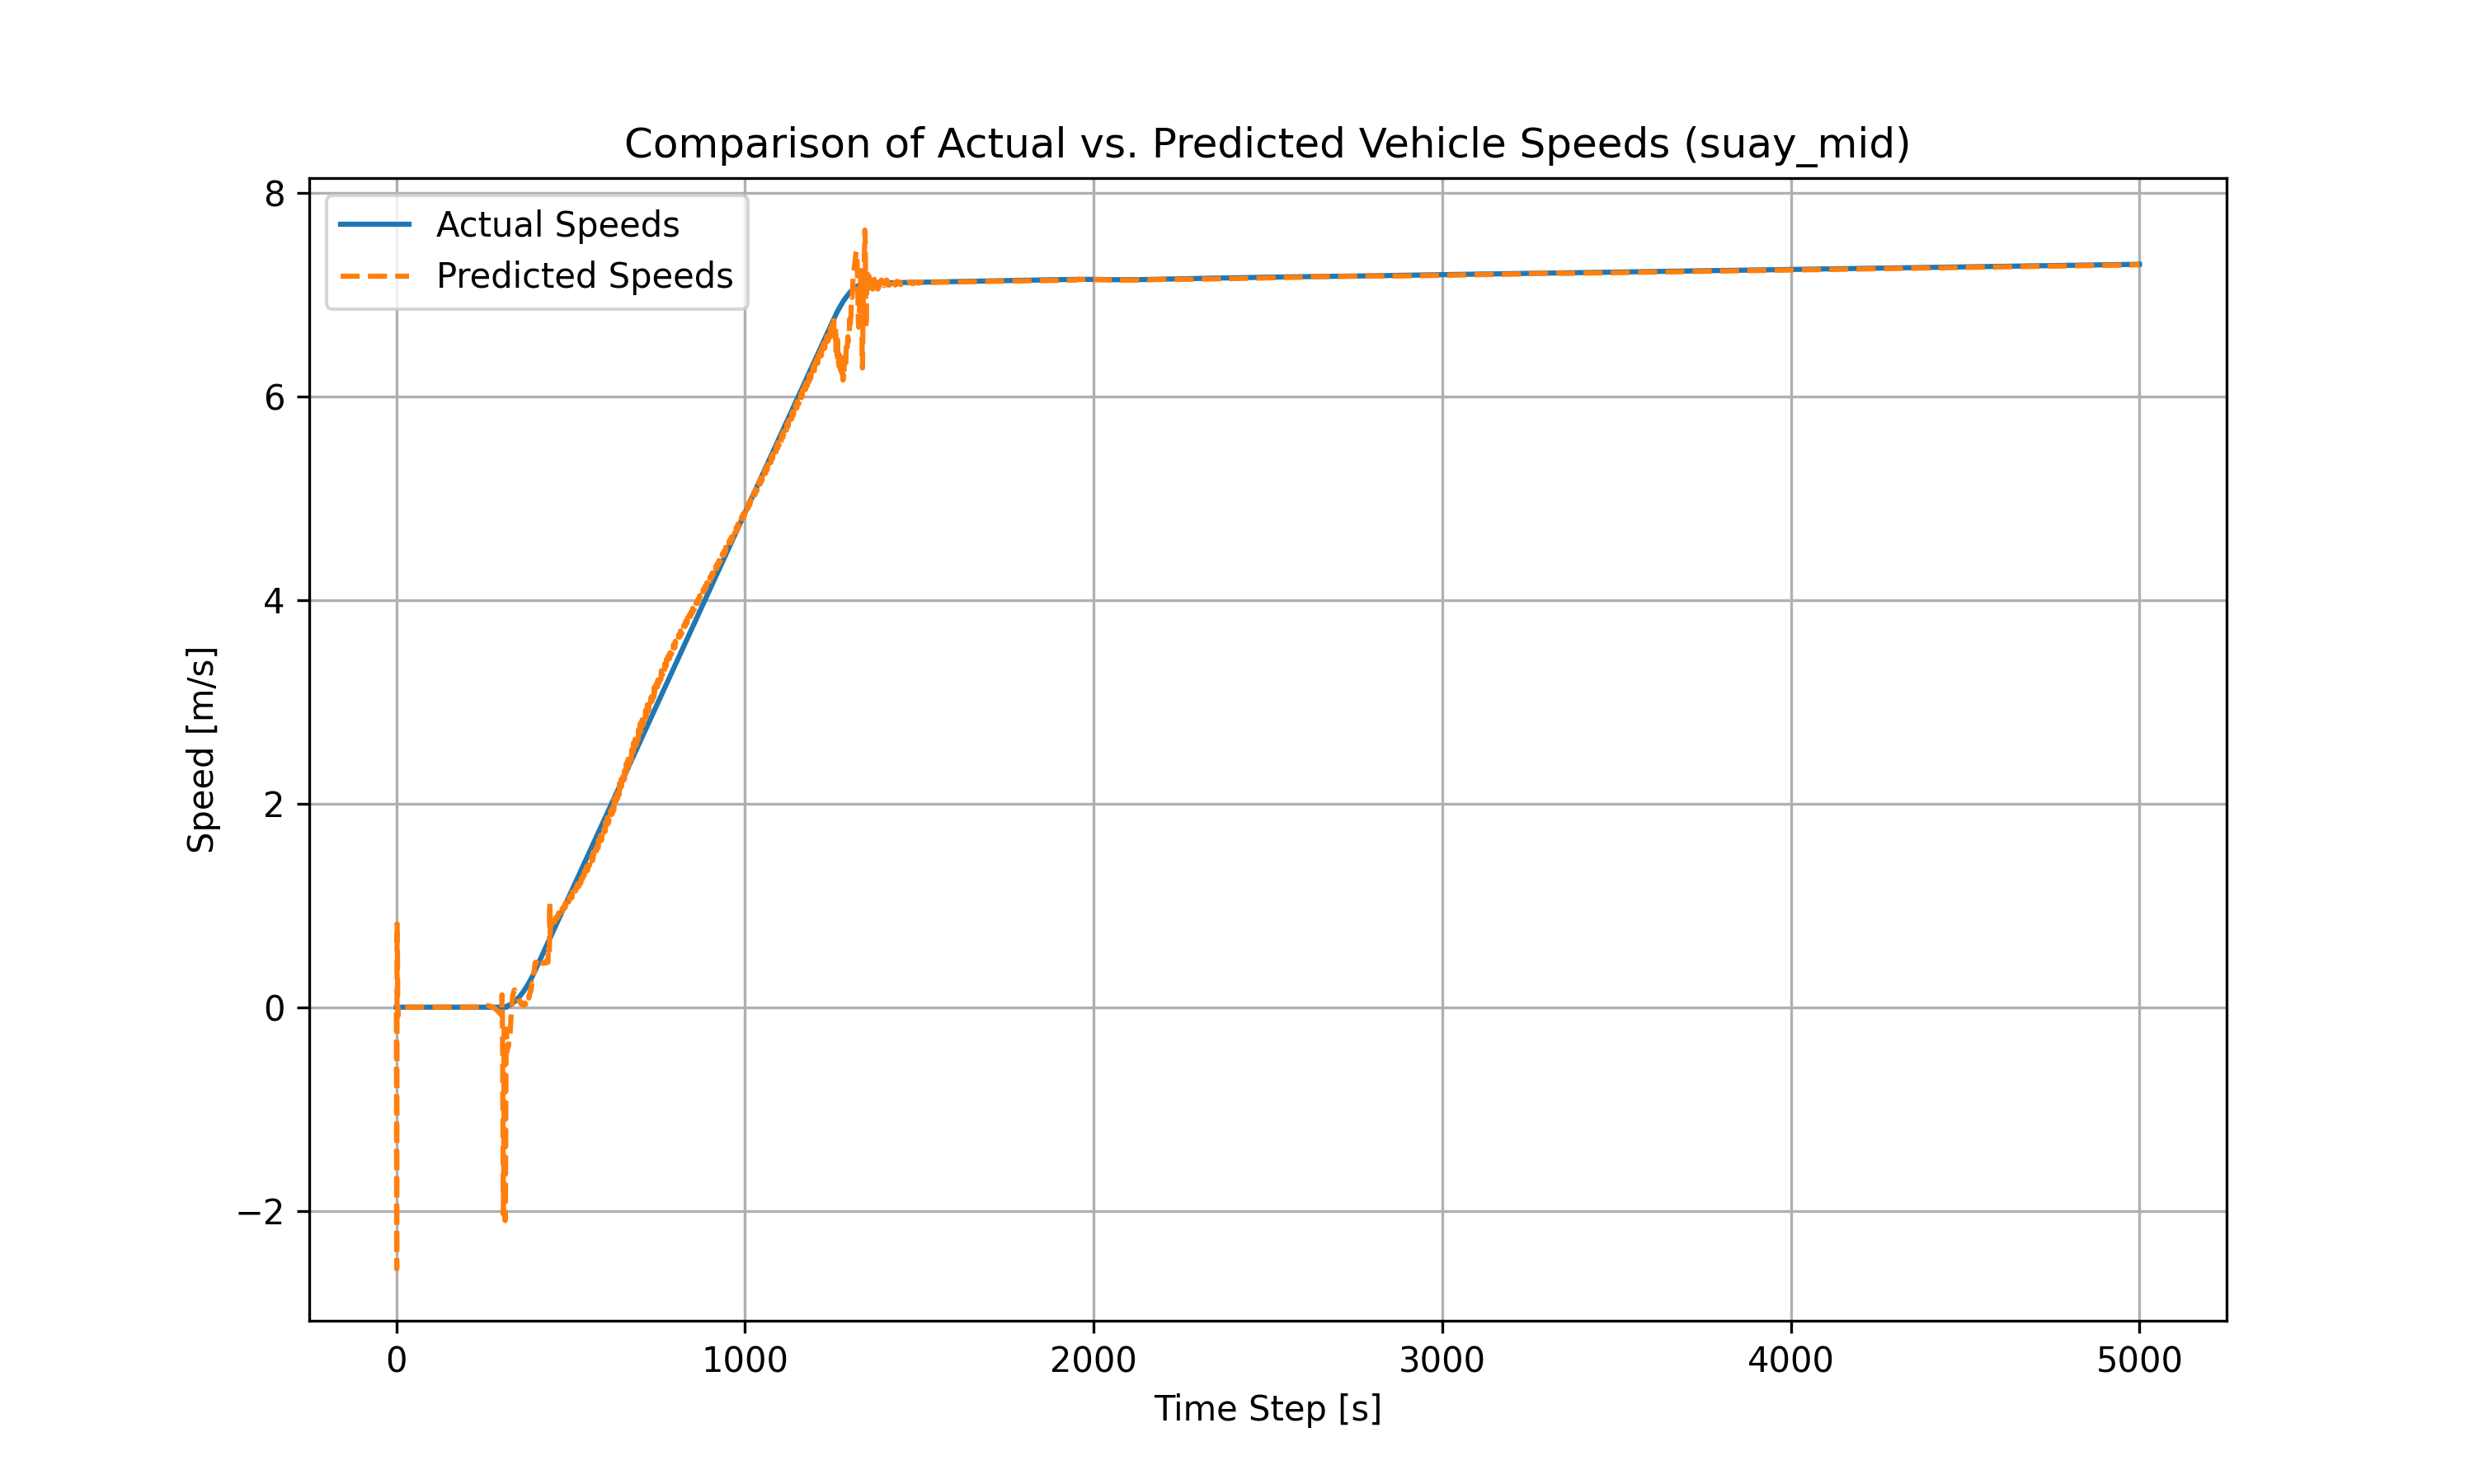 Comparison of Actual vs. Predicted Vehicle Speeds (suay_mid)
Actual Speeds
Predicted Speeds
8
6
4
2
0
−2
Speed [m/s]
0 1000 2000 3000 4000 5000
Time Step [s]